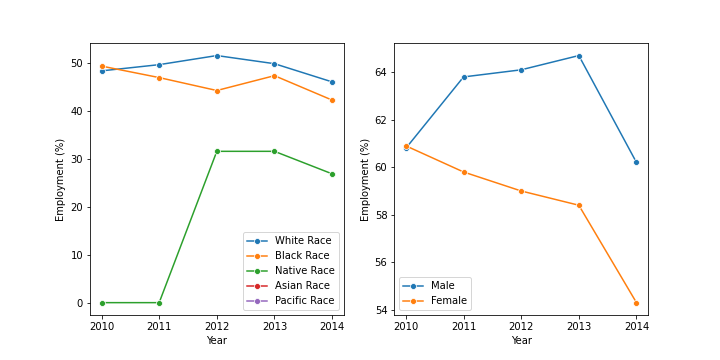 50
40
30
20
10
0
Employment (%)
2010 2011 2012 2013 2014
Year
White Race
Black Race
Native Race
Asian Race
Pacific Race
64
62
60
58
56
54
Employment (%)
2010 2011 2012 2013 2014
Year
Male
Female